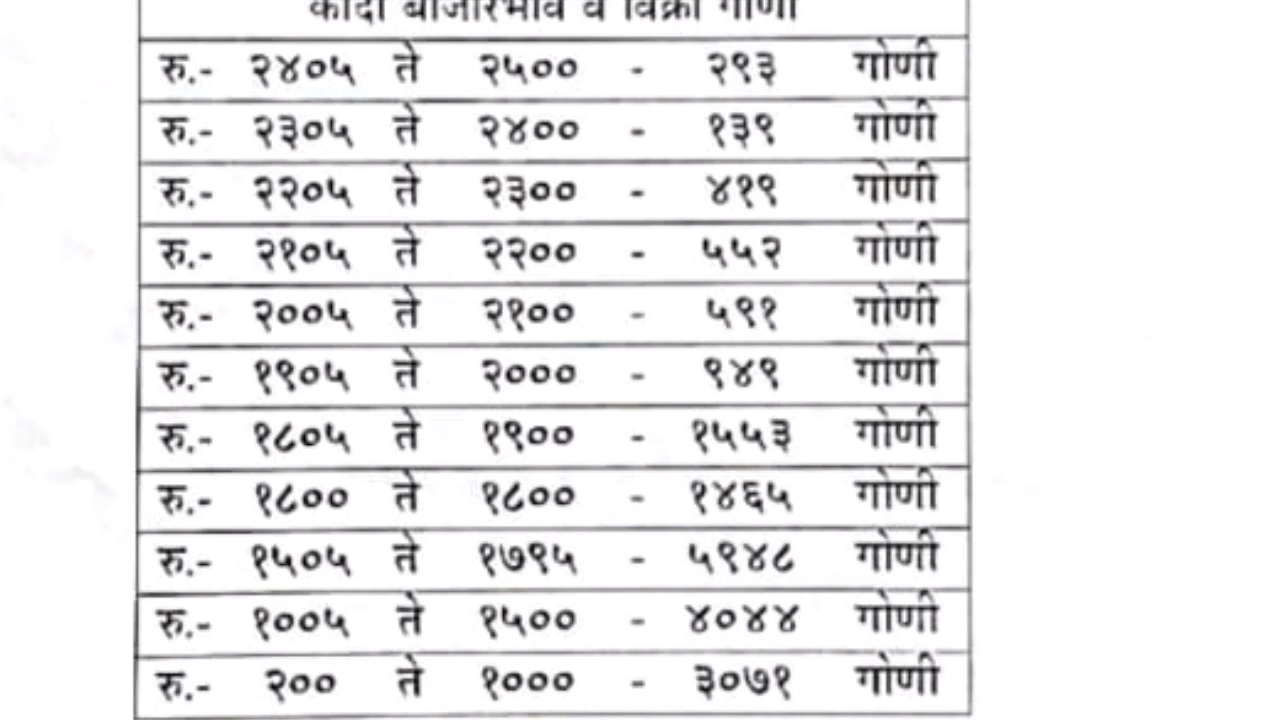 कांदा बाजारभाव व विक्री गोणी
रु.- २४०५ ते २५०० - २९३ गोणी
रु.- २३०५ ते २४०० - १३९ गोणी
रु.- २२०५ ते २३०० - ४१९ गोणी
रु.- २१०५ ते २२०० - ५५२ गोणी
रु.- २००५ ते २१०० - ५९१ गोणी
रु.- १९०५ ते २००० - ९४९ गोणी
रु.- १८०५ ते १९०० - १५५३ गोणी
रु.- १८०० ते १८०० - १४६५ गोणी
रु.- १५०५ ते १७९५ - ५९४८ गोणी
रु.- १००५ ते १५०० - ४०४४ गोणी
रु.- २०० ते १००० - ३०७१ गोणी